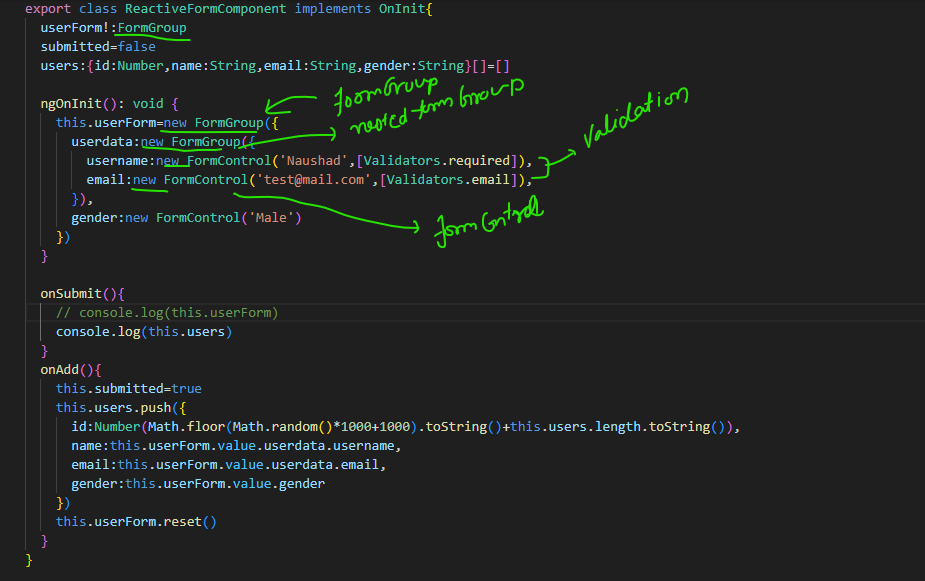 export class ReactiveFormComponent implements OnInit{
userForm!:FormGroup
submitted=false
users:{id:Number,name:String,email:String,gender:String}[]=[]
formGroup
ngOnInit(): void {
nested form Group
this.userForm=new FormGroup({
Validation
userdata:new FormGroup({
username:new FormControl('Naushad',[Validators.required]),
email:new FormControl('test@mail.com',[Validators.email]),
}),
gender:new FormControl('Male')
formControl
})
}
onSubmit(){
// console.log(this.userForm)
console.log(this.users)
}
onAdd(){
this.submitted=true
this.users.push({
id:Number(Math.floor(Math.random()*1000+1000).toString()+this.users.length.toString()),
name:this.userForm.value.userdata.username,
email:this.userForm.value.userdata.email,
gender:this.userForm.value.gender
})
this.userForm.reset()
}
}